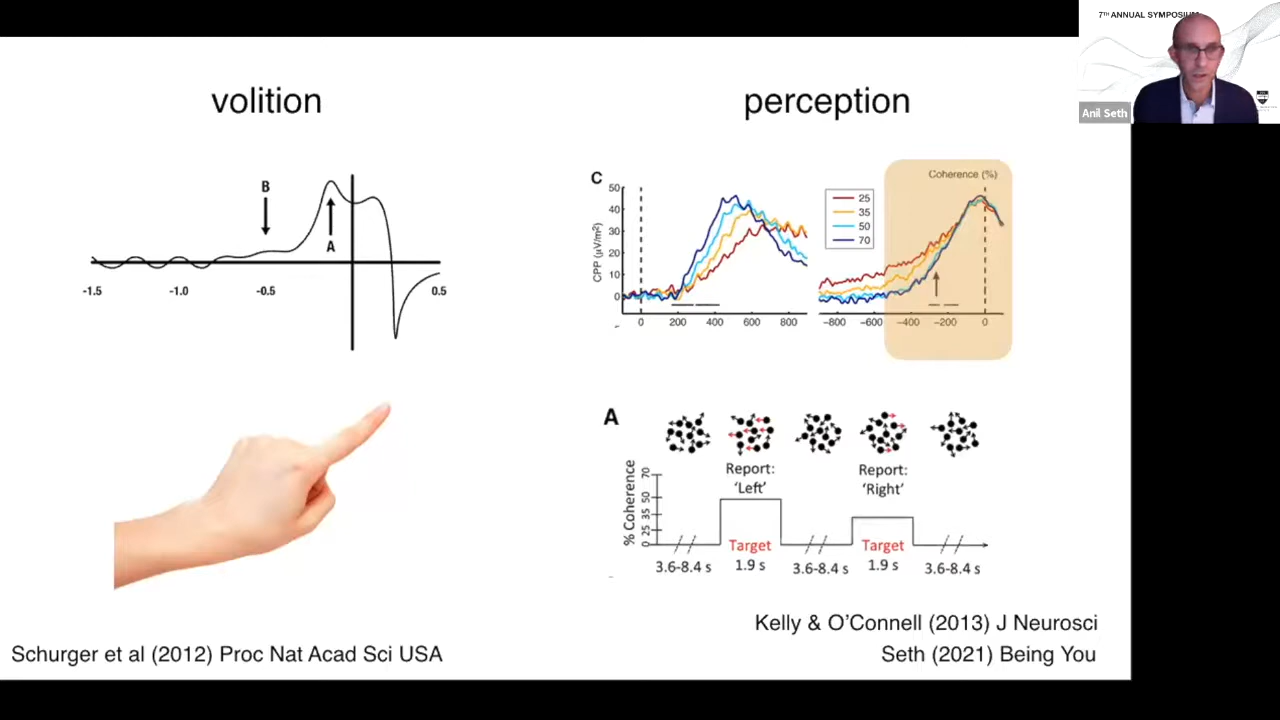 7TH ANNUAL SYMPOSIUM
Anil Seth
volition
perception
B
A
-1.5
-1.0
-0.5
0.5
C
CPP (μV/m²)
50
40
30
20
10
0
0
200
400
600
800
25
35
50
70
Coherence (%)
−800
−600
−400
−200
0
A
% Coherence
0 25 35 50 70
Report:
'Left'
Report:
'Right'
Target
Target
3.6-8.4 s
1.9 s
3.6-8.4 s
1.9 s
3.6-8.4 s
Kelly & O'Connell (2013) J Neurosci
Schurger et al (2012) Proc Nat Acad Sci USA
Seth (2021) Being You